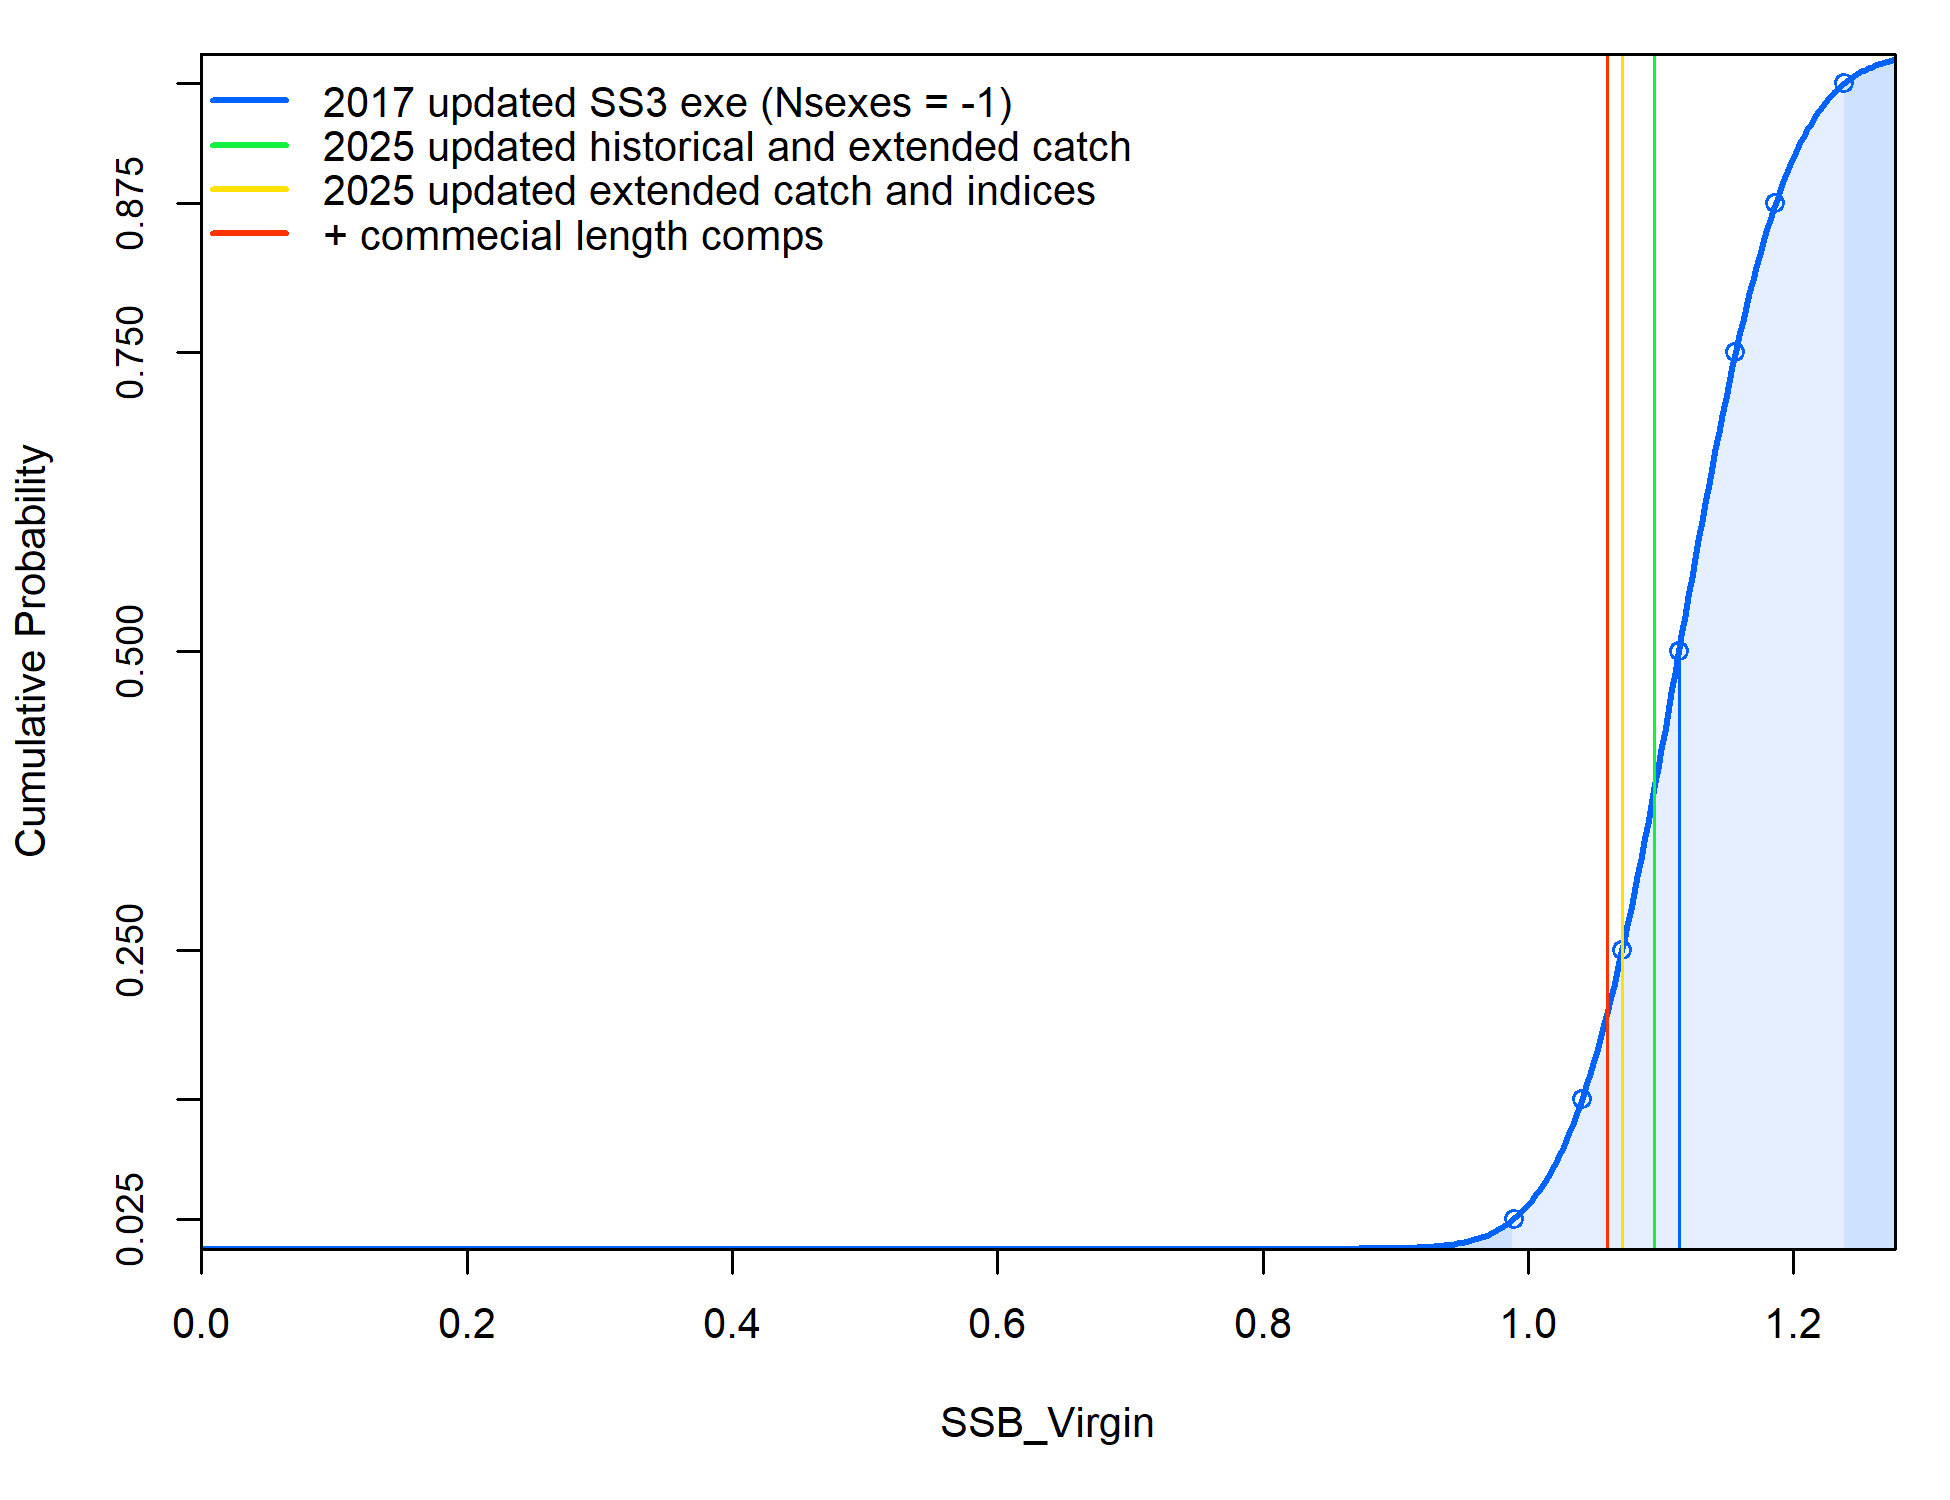 2017 updated SS3 exe (Nsexes = -1)
2025 updated historical and extended catch
2025 updated extended catch and indices
+ commecial length comps
Cumulative Probability
0.875
0.750
0.500
0.250
0.025
0.0 0.2 0.4 0.6 0.8 1.0 1.2
SSB_Virgin